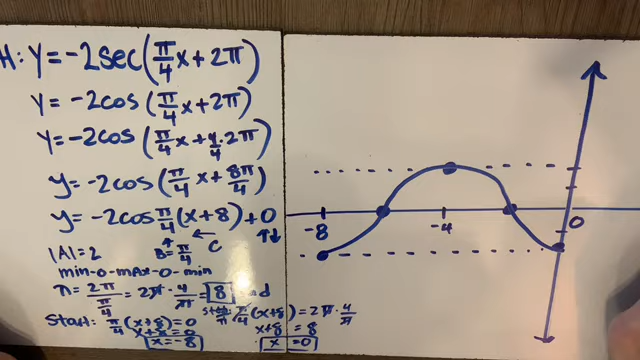 H: y = -2sec(π/4 x + 2π)
y = -2cos(π/4 x + 2π)
y = -2cos(π/4 x + 4/4 · 2π)
y = -2cos(π/4 x + 8π/4)
y = -2cos π/4 (x + 8) + 0
|A| = 2
B = π/4
C
min-0-max-0-min
= 2π / π/4 = 2π · 4/π = 8
Start: π/4 (x+8) = 0
x + 8 = 0
x = -8
π/4 (x+8) = 2π · 4/π
x + 8 = 8
x = 0
-8
-4
0